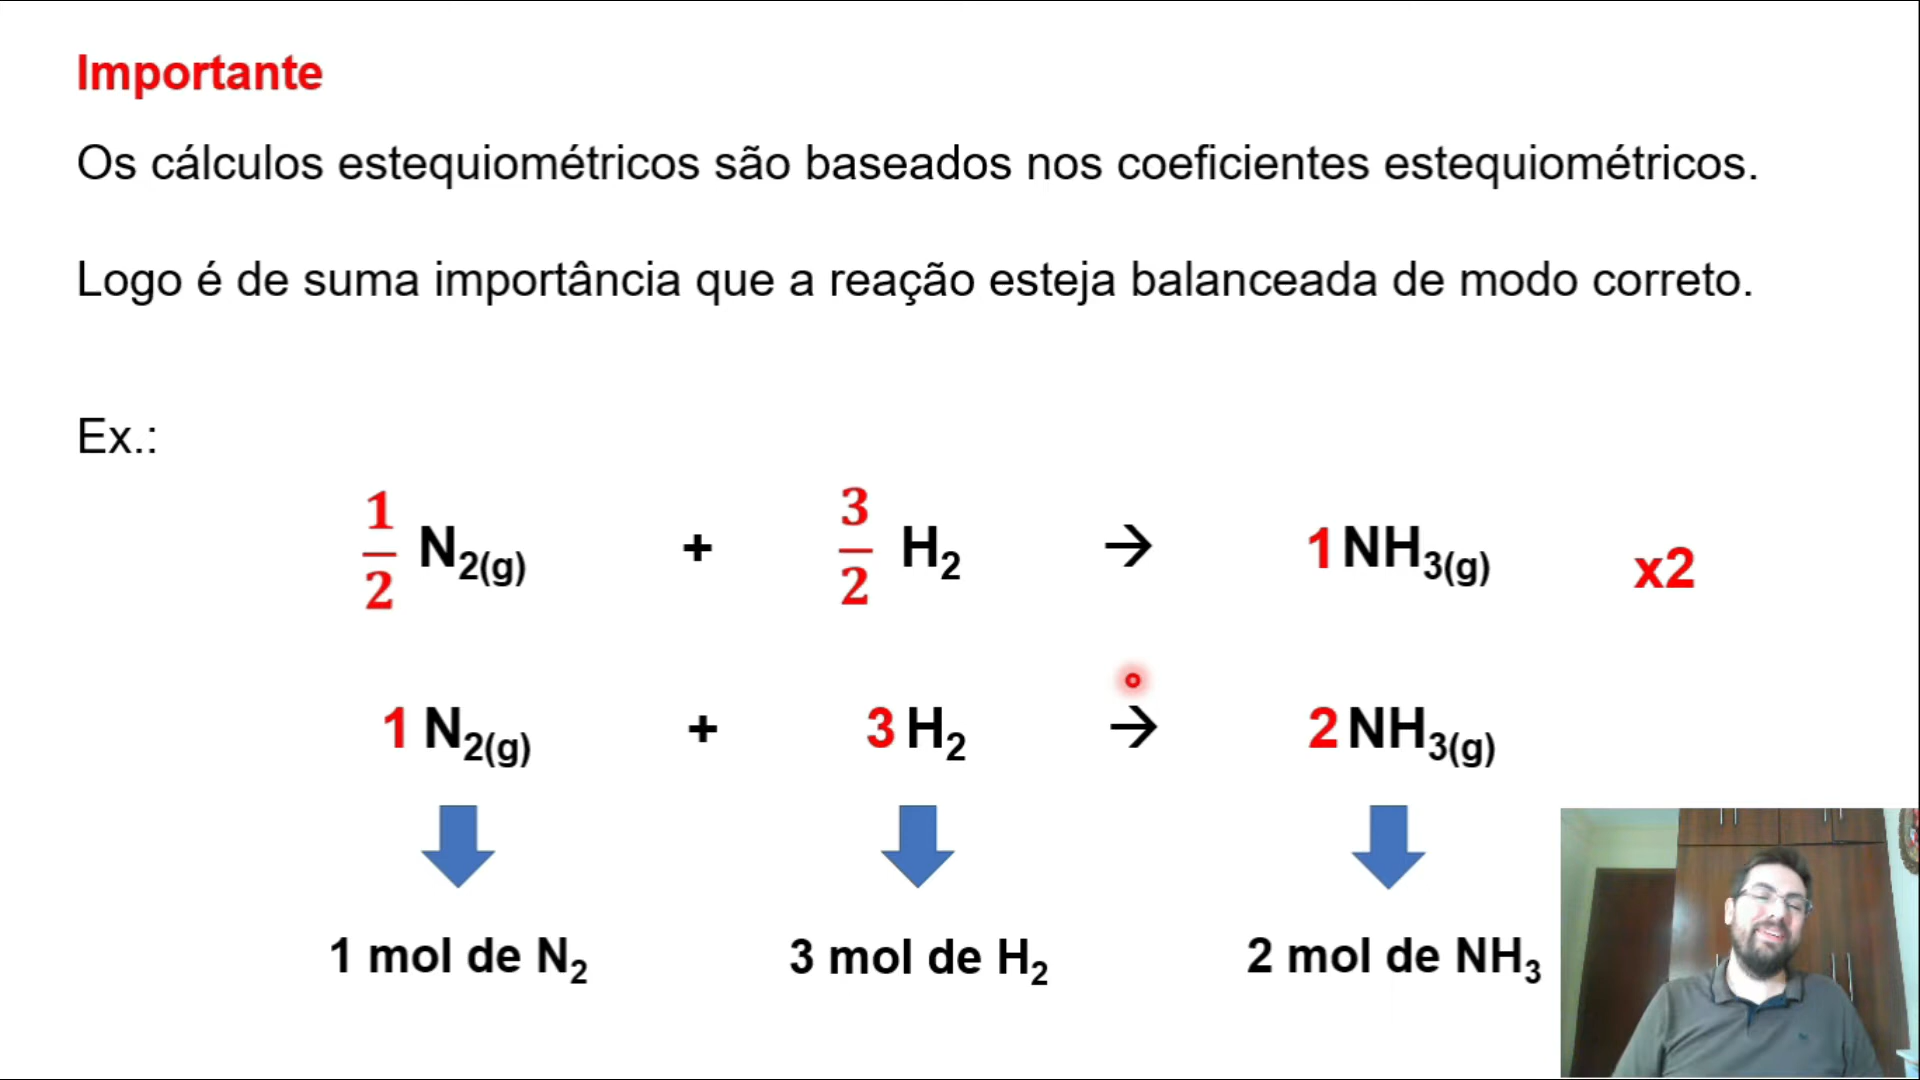 Importante
Os cálculos estequiométricos são baseados nos coeficientes estequiométricos.
Logo é de suma importância que a reação esteja balanceada de modo correto.
Ex.:
1/2 N2(g) + 3/2 H2 → 1 NH3(g) x2
1 N2(g) + 3 H2 → 2 NH3(g)
1 mol de N2 3 mol de H2 2 mol de NH3